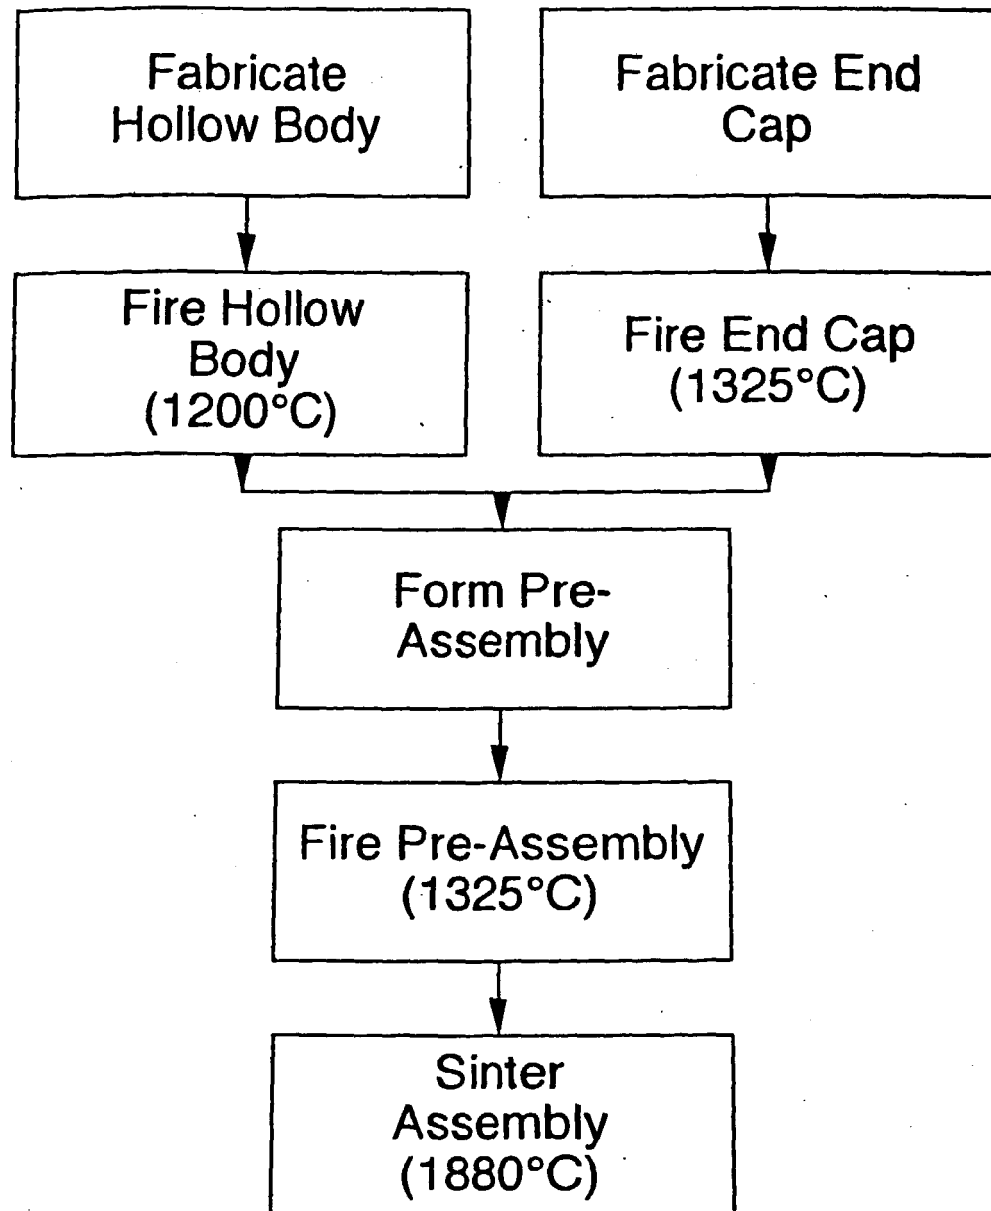 Fabricate
Hollow Body
Fabricate End
Cap
Fire Hollow
Body
(1200°C)
Fire End Cap
(1325°C)
Form Pre-
Assembly
Fire Pre-Assembly
(1325°C)
Sinter
Assembly
(1880°C)